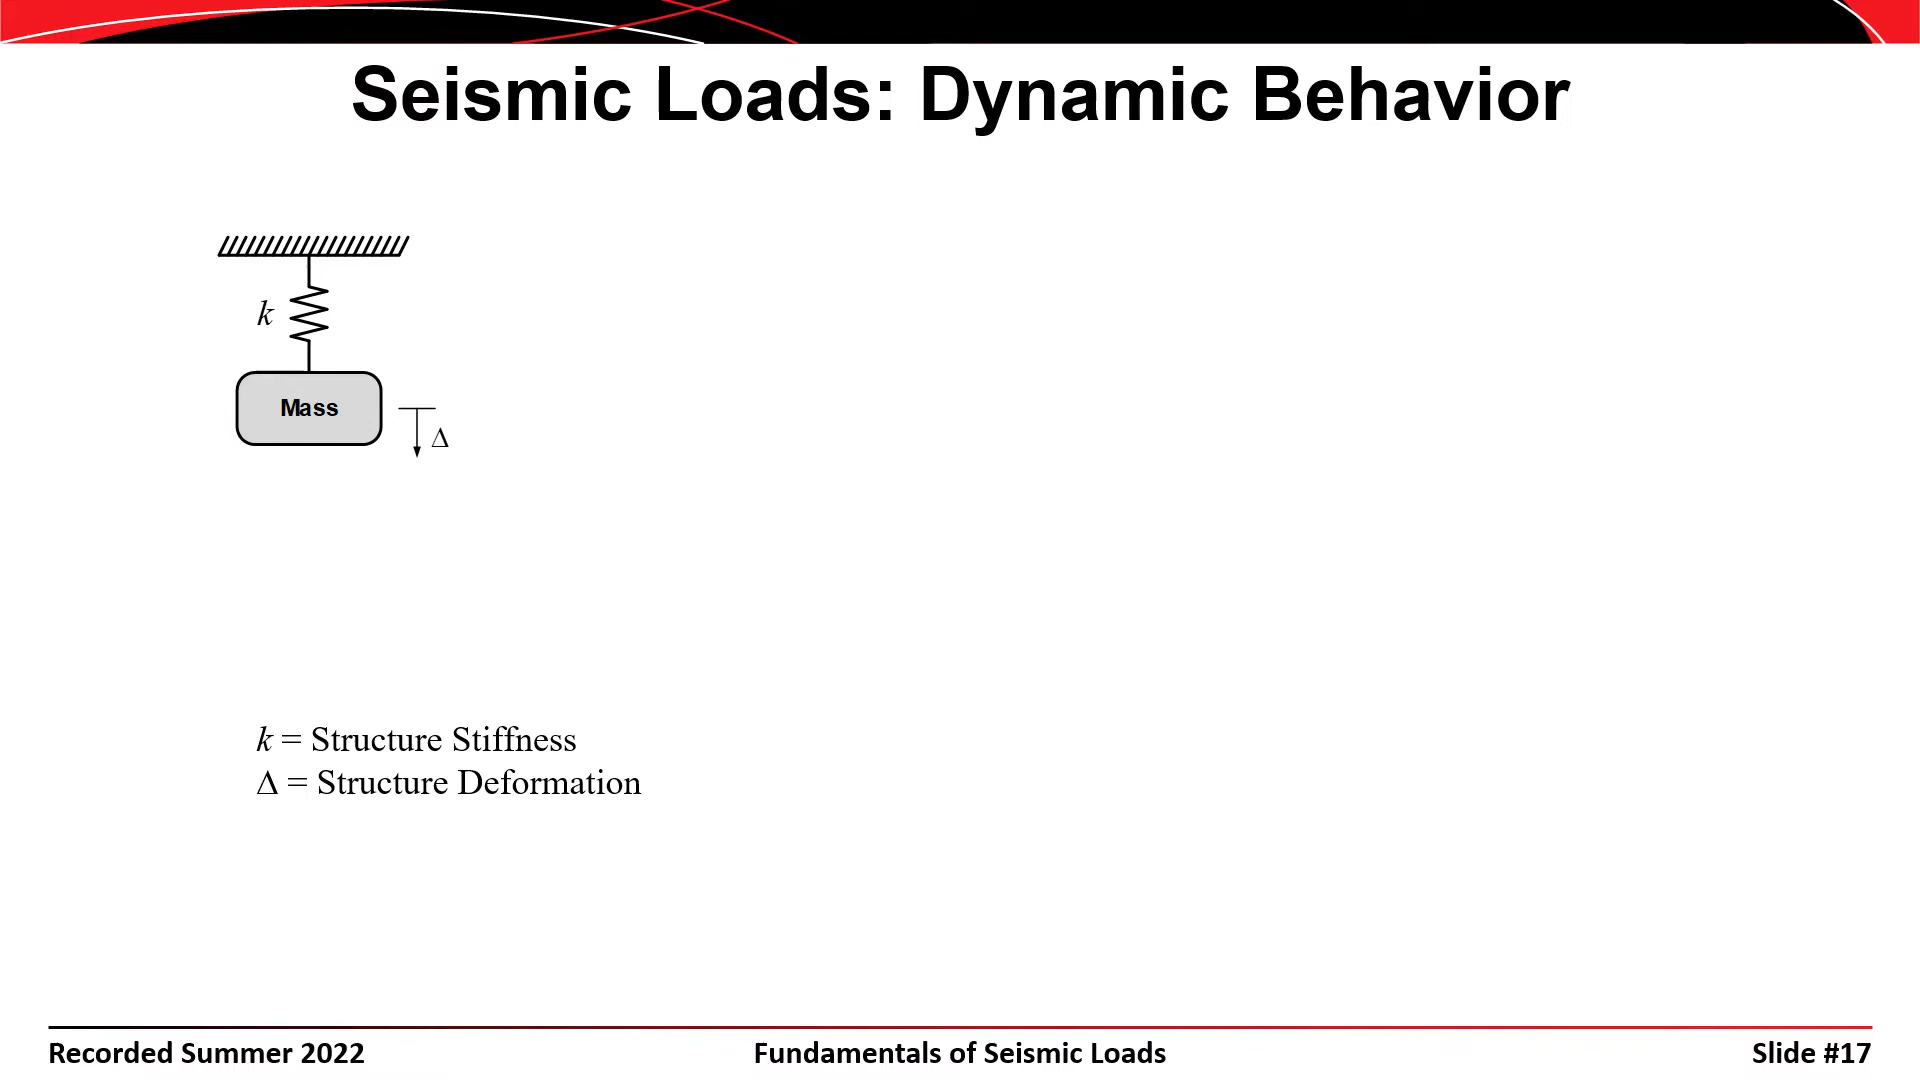 Seismic Loads: Dynamic Behavior
k
Mass
Δ
k = Structure Stiffness
Δ = Structure Deformation
Recorded Summer 2022
Fundamentals of Seismic Loads
Slide #17